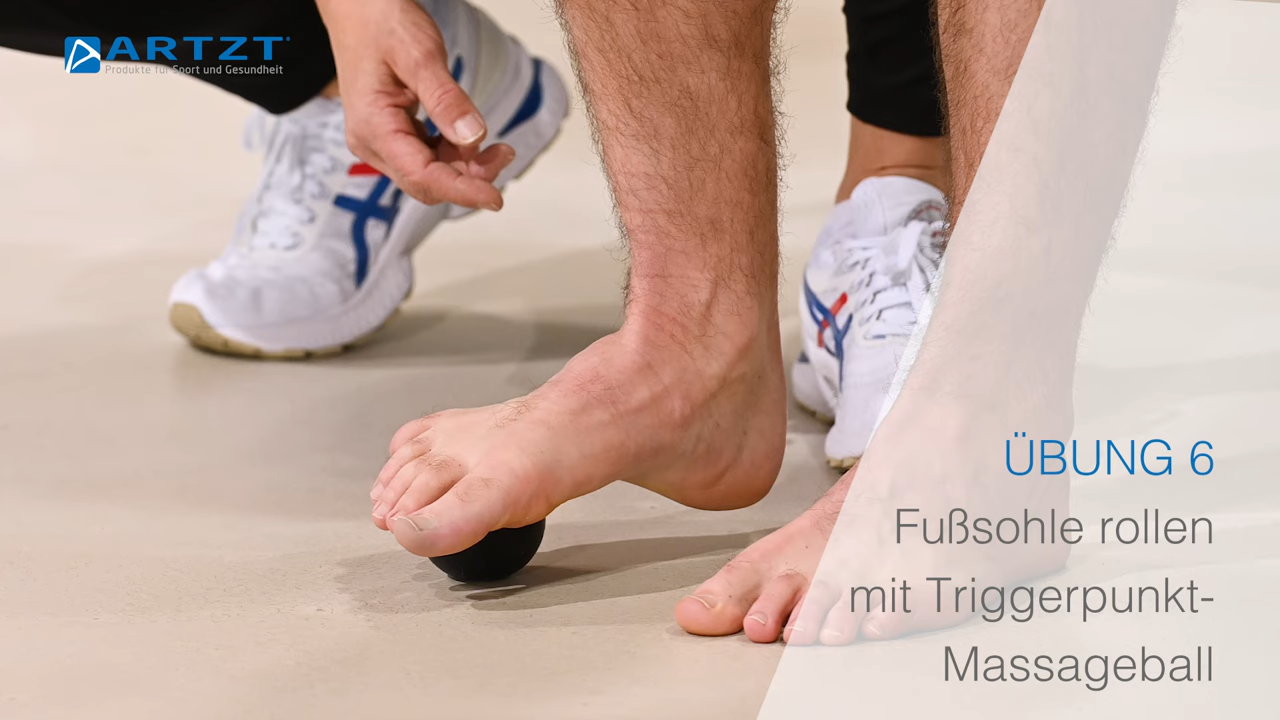 ARTZT
Produkte für Sport und Gesundheit
ÜBUNG 6
Fußsohle rollen
mit Triggerpunkt-
Massageball